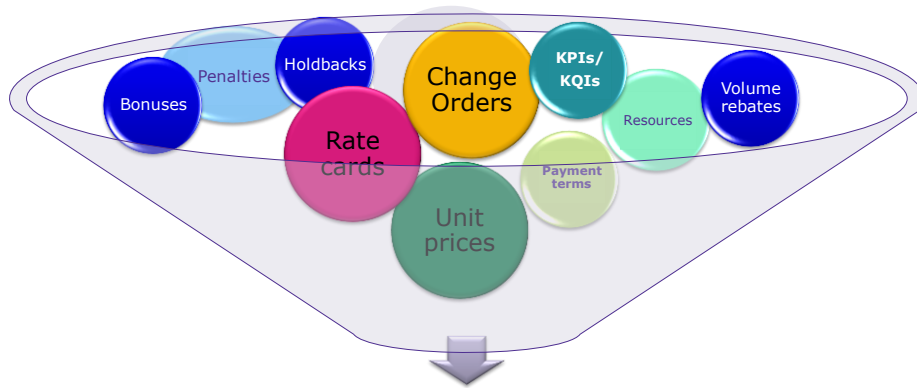 Bonuses
Penalties
Holdbacks
Change
Orders
KPIs/
KQIs
Resources
Volume
rebates
Rate
cards
Payment
terms
Unit
prices